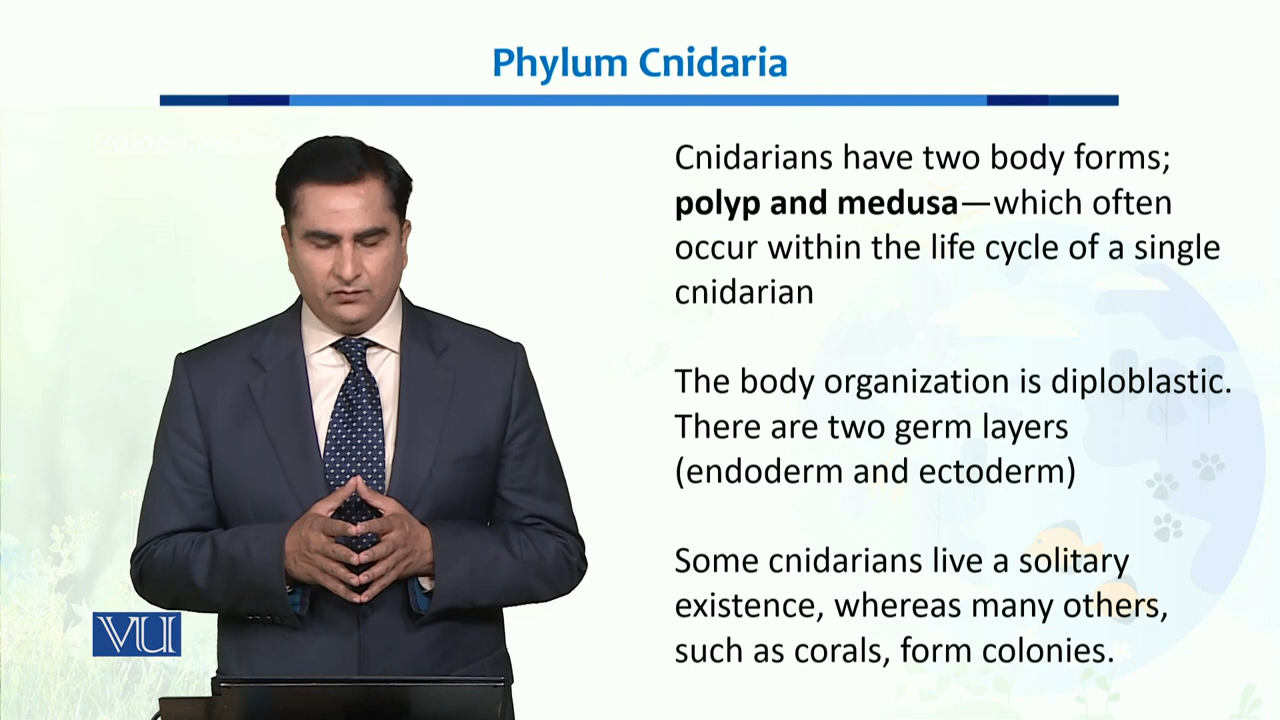 Phylum Cnidaria
Cnidarians have two body forms;
polyp and medusa—which often
occur within the life cycle of a single
cnidarian
The body organization is diploblastic.
There are two germ layers
(endoderm and ectoderm)
Some cnidarians live a solitary
existence, whereas many others,
such as corals, form colonies.
VU